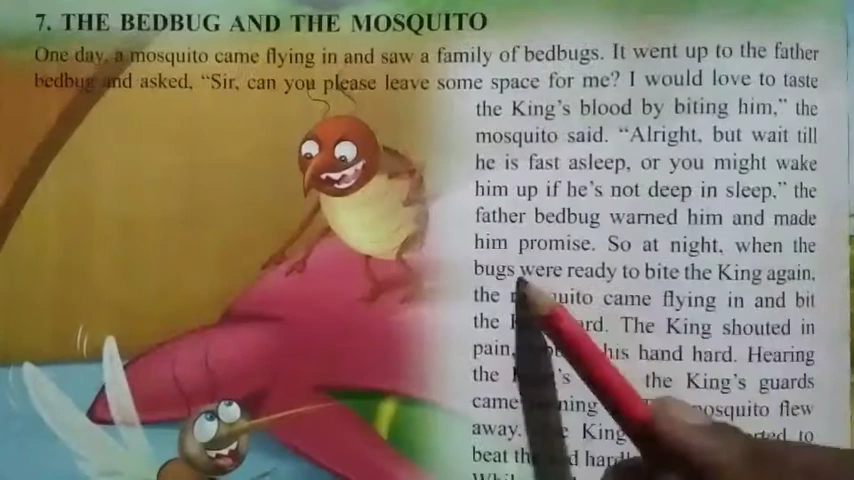 7. THE BEDBUG AND THE MOSQUITO
One day, a mosquito came flying in and saw a family of bedbugs. It went up to the father
bedbug and asked, “Sir, can you please leave some space for me? I would love to taste
the King’s blood by biting him,” the
mosquito said. “Alright, but wait till
he is fast asleep, or you might wake
him up if he’s not deep in sleep,” the
father bedbug warned him and made
him promise. So at night, when the
bugs were ready to bite the King again,
the mosquito came flying in and bit
the hard. The King shouted in
pain, his hand hard. Hearing
the the King’s guards
came mosquito flew
away. King
beat the hard